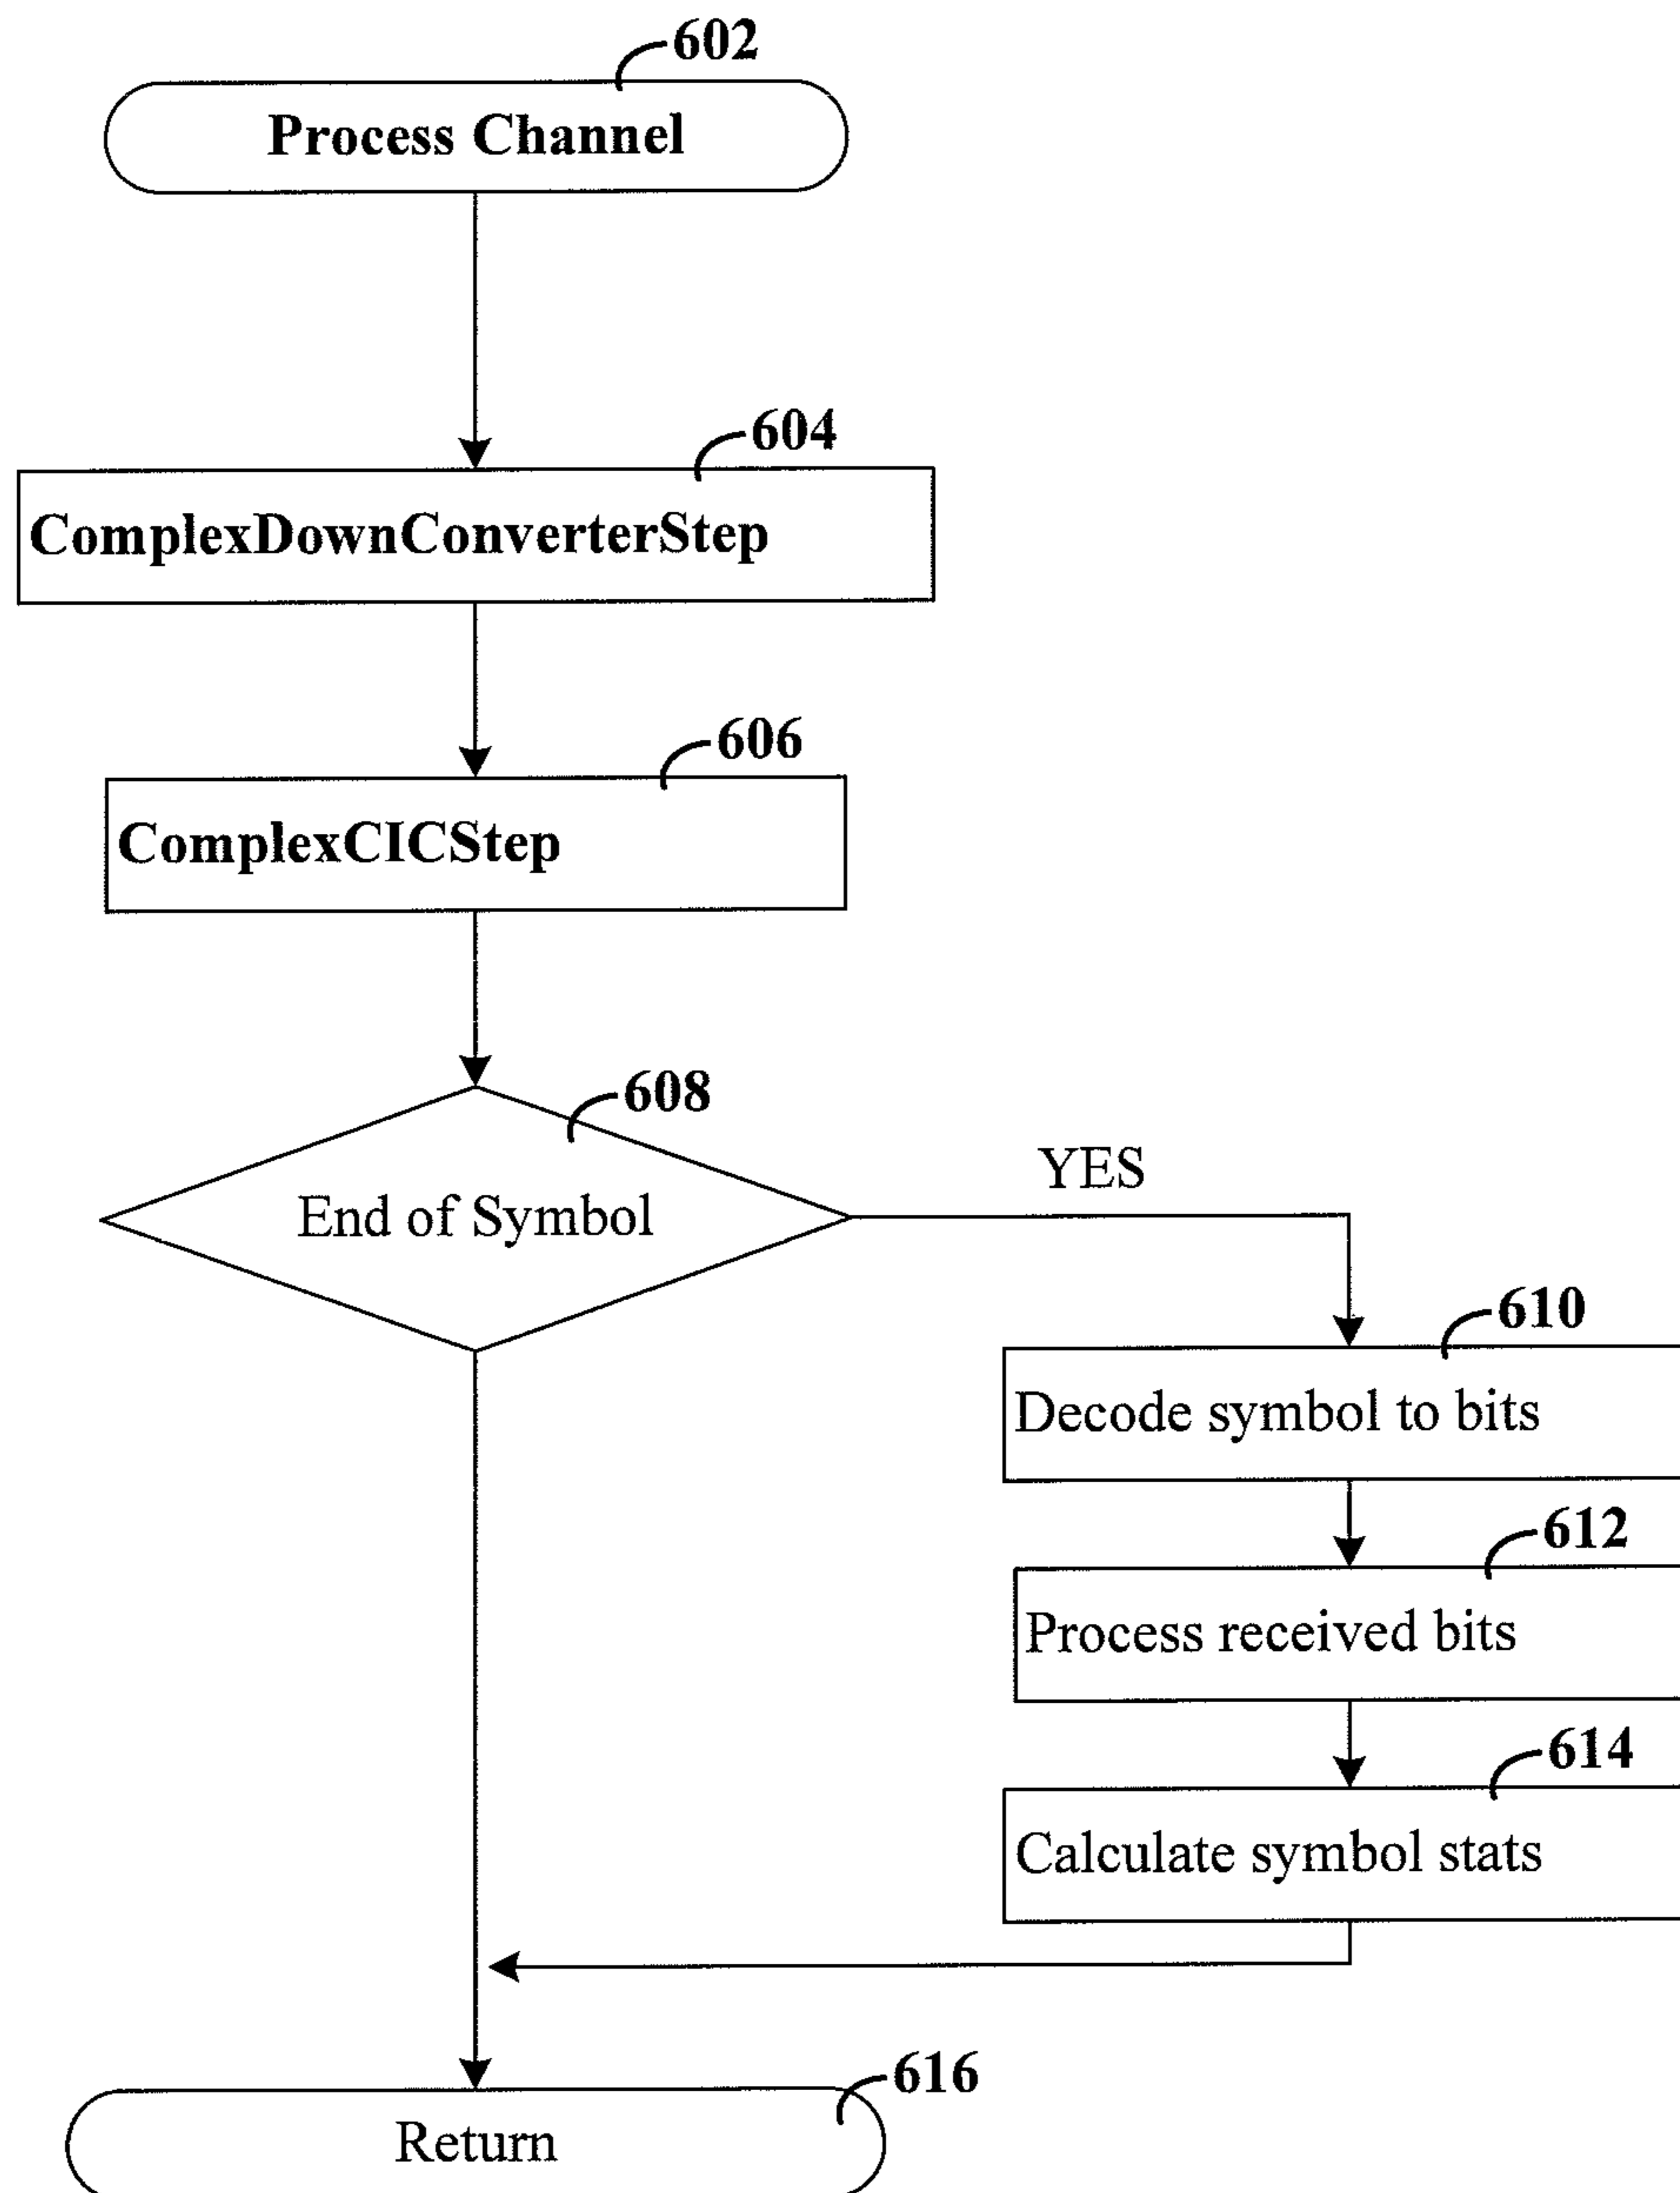 602
Process Channel
604
ComplexDownConverterStep
606
ComplexCICStep
608
End of Symbol
YES
610
Decode symbol to bits
612
Process received bits
614
Calculate symbol stats
616
Return